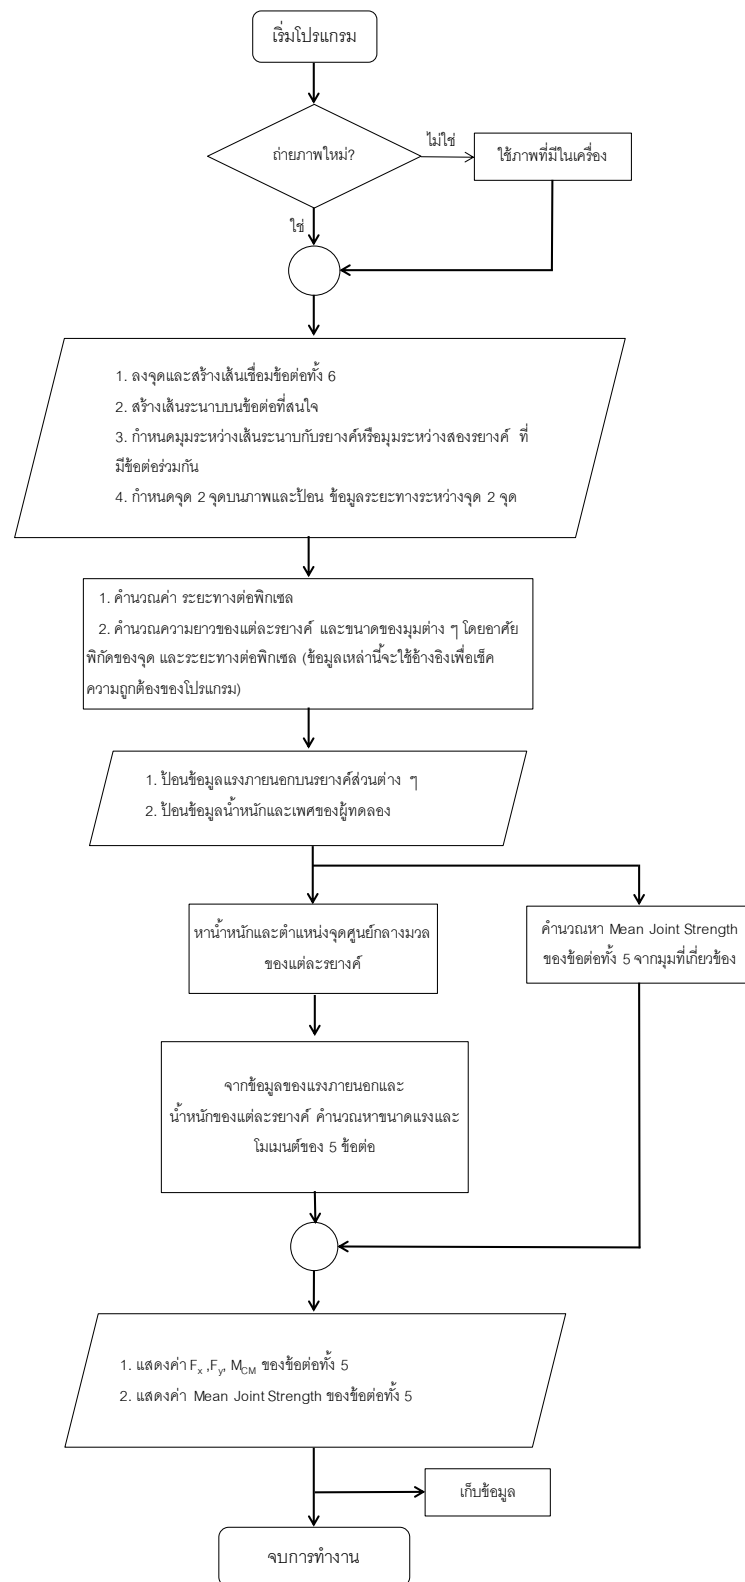 เริ่มโปรแกรม
ถ่ายภาพใหม่?
ไม่ใช่
ใช้ภาพที่มีในเครื่อง
ใช่
1. ลงจุดและสร้างเส้นเชื่อมข้อต่อทั้ง 6
2. สร้างเส้นระนาบบนข้อต่อที่สนใจ
3. กำหนดมุมระหว่างเส้นระนาบกับรยางค์หรือมุมระหว่างสองรยางค์ ที่
มีข้อต่อร่วมกัน
4. กำหนดจุด 2 จุดบนภาพและป้อน ข้อมูลระยะทางระหว่างจุด 2 จุด
1. คำนวณค่า ระยะทางต่อพิกเซล
2. คำนวณความยาวของแต่ละรยางค์ และขนาดของมุมต่าง ๆ โดยอาศัย
พิกัดของจุด และระยะทางต่อพิกเซล (ข้อมูลเหล่านี้จะใช้อ้างอิงเพื่อเช็ค
ความถูกต้องของโปรแกรม)
1. ป้อนข้อมูลแรงภายนอกบนรยางค์ส่วนต่าง ๆ
2. ป้อนข้อมูลน้ำหนักและเพศของผู้ทดลอง
หาน้ำหนักและตำแหน่งจุดศูนย์กลางมวล
ของแต่ละรยางค์
คำนวณหา Mean Joint Strength
ของข้อต่อทั้ง 5 จากมุมที่เกี่ยวข้อง
จากข้อมูลของแรงภายนอกและ
น้ำหนักของแต่ละรยางค์ คำนวณหาขนาดแรงและ
โมเมนต์ของ 5 ข้อต่อ
1. แสดงค่า Fx ,Fy, MCM ของข้อต่อทั้ง 5
2. แสดงค่า Mean Joint Strength ของข้อต่อทั้ง 5
เก็บข้อมูล
จบการทำงาน